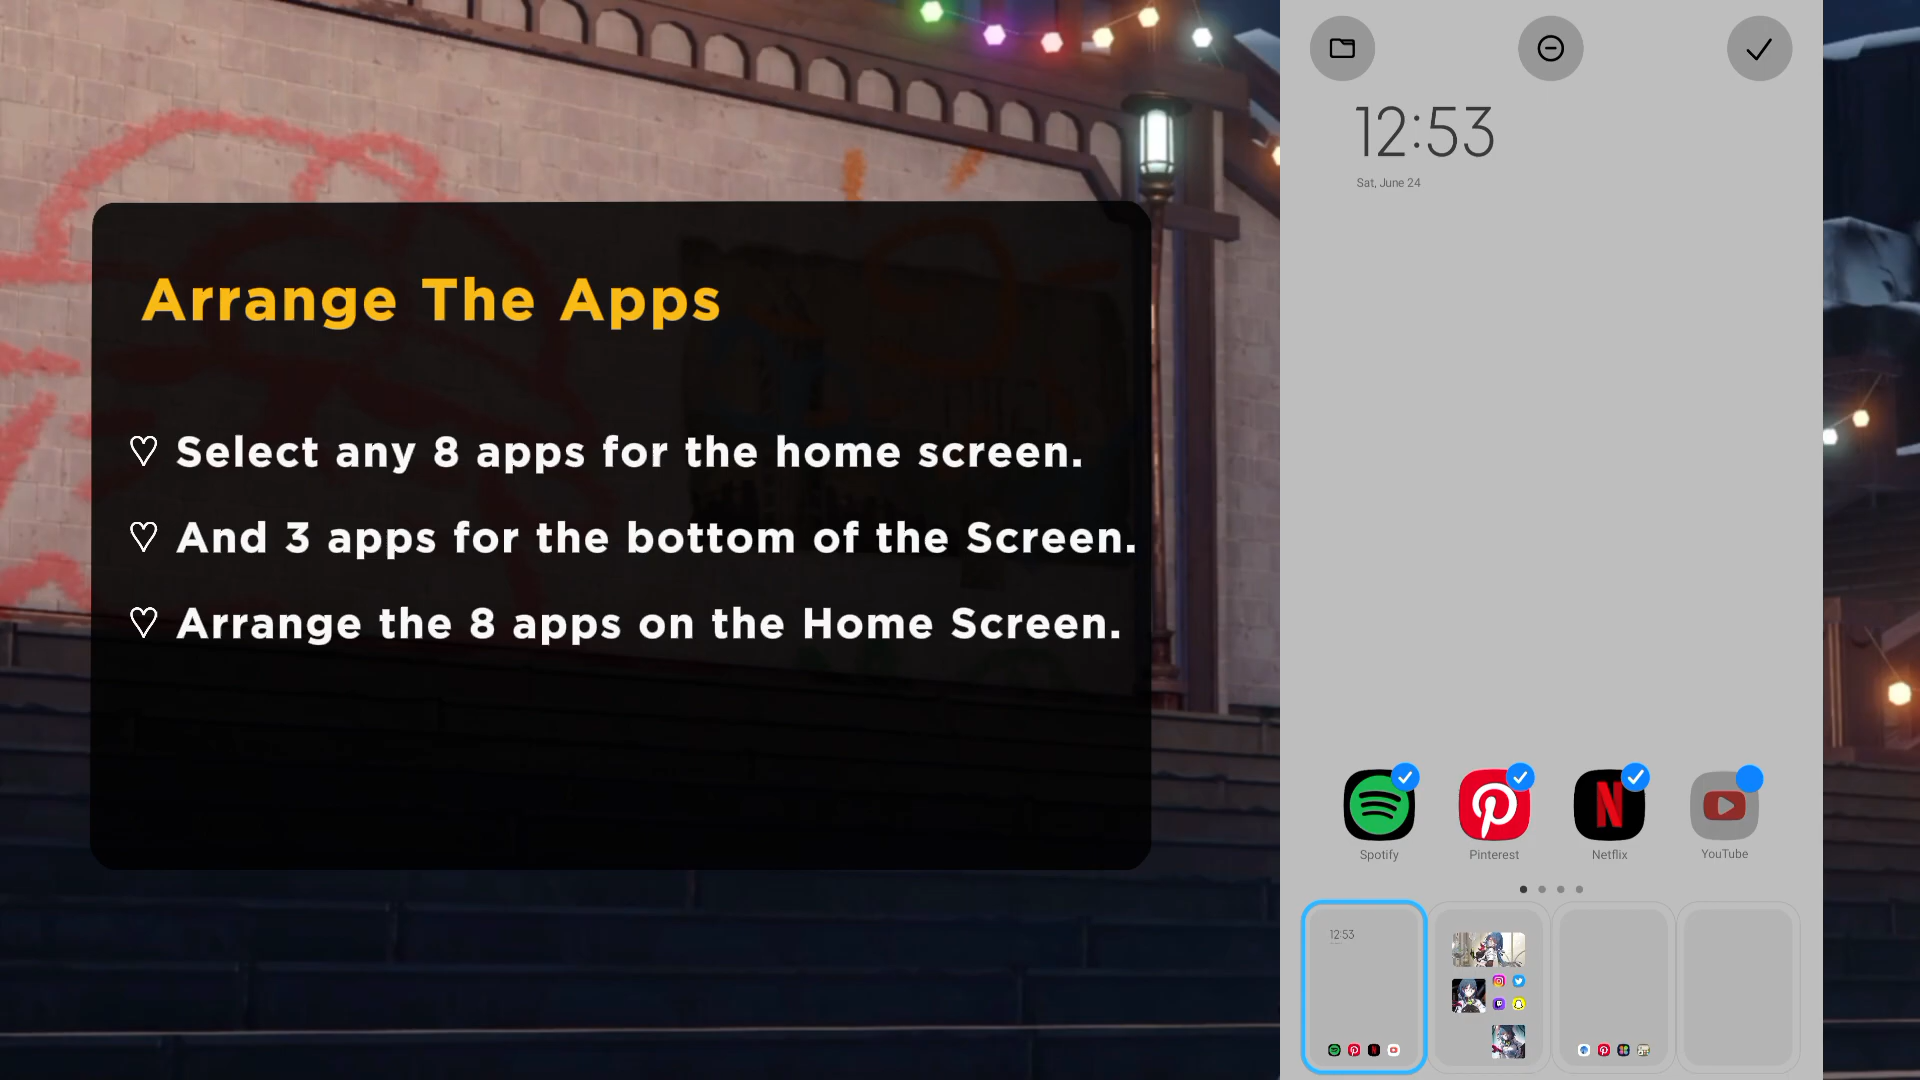 Arrange The Apps
♡ Select any 8 apps for the home screen.
♡ And 3 apps for the bottom of the Screen.
♡ Arrange the 8 apps on the Home Screen.
12:53
Sat, June 24
Spotify
Pinterest
Netflix
YouTube
12:53